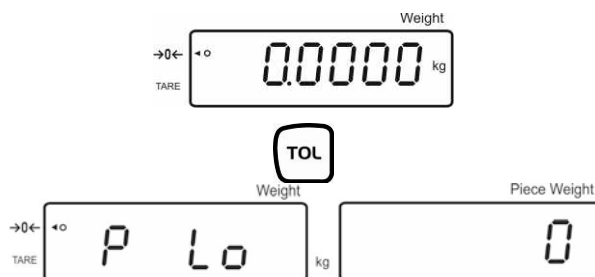 Weight
→0← ◄o 0.0000 kg
TARE
TOL
Weight Piece Weight
→0← ◄o P Lo kg 0
TARE